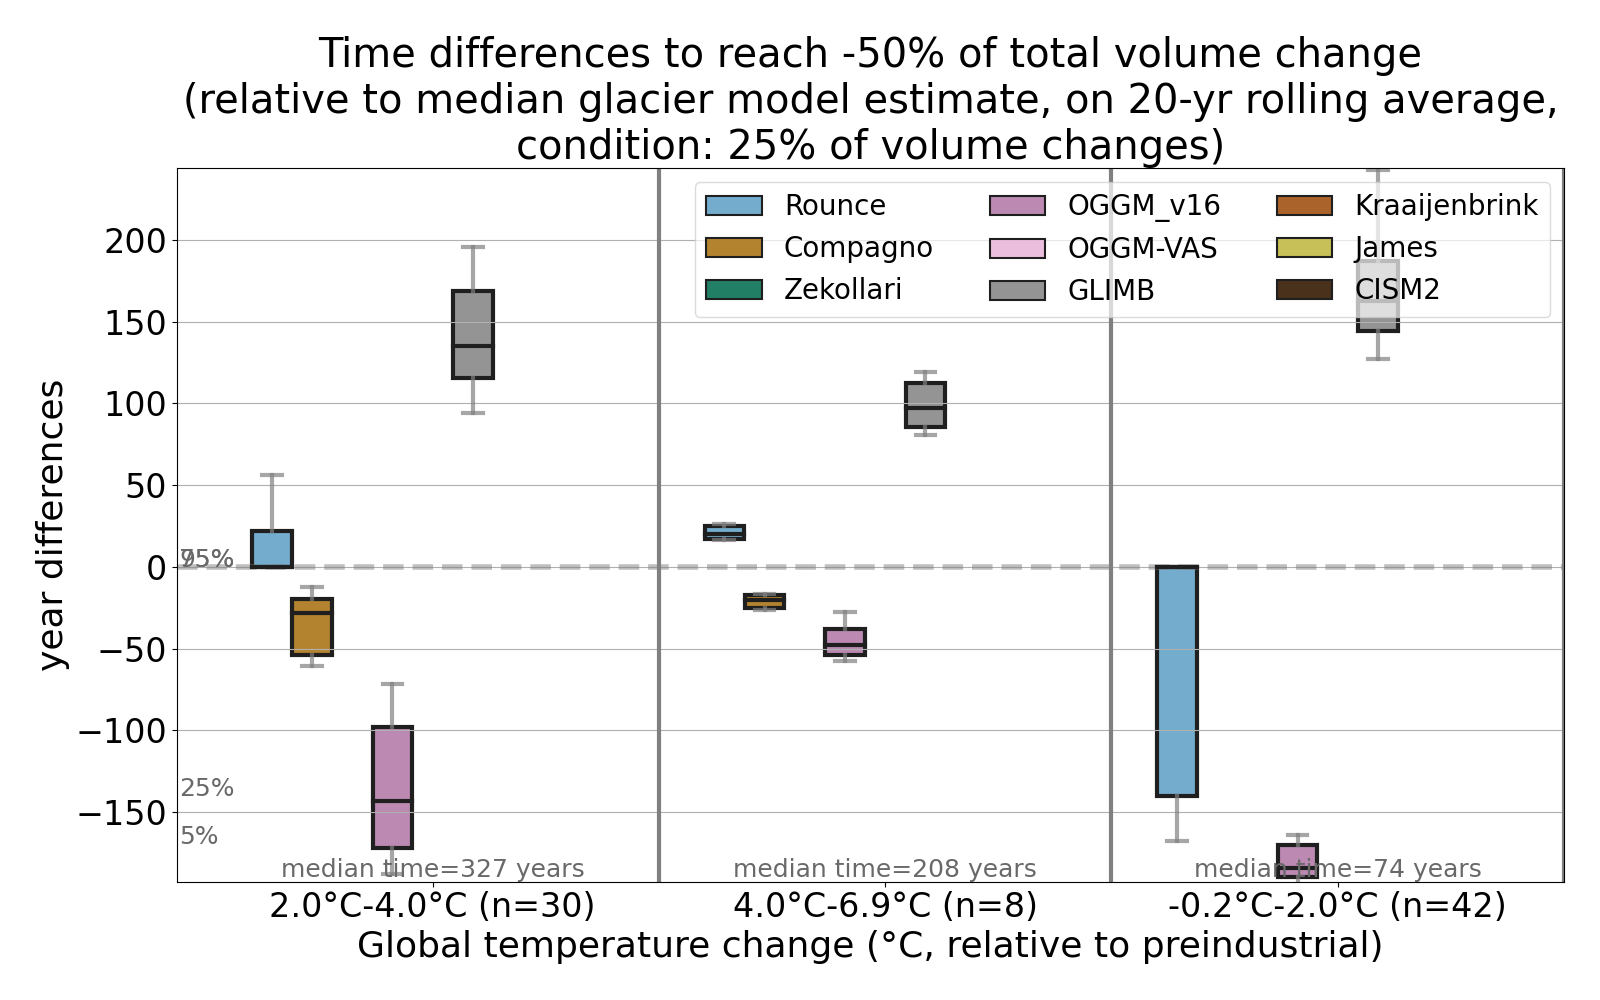 Time differences to reach -50% of total volume change
(relative to median glacier model estimate, on 20-yr rolling average,
condition: 25% of volume changes)
Rounce
Compagno
Zekollari
OGGM_v16
OGGM-VAS
GLIMB
Kraaijenbrink
James
CISM2
year differences
200
150
100
50
0
−50
−100
−150
95%
25%
5%
median time=327 years
median time=208 years
median time=74 years
2.0°C-4.0°C (n=30)
4.0°C-6.9°C (n=8)
-0.2°C-2.0°C (n=42)
Global temperature change (°C, relative to preindustrial)